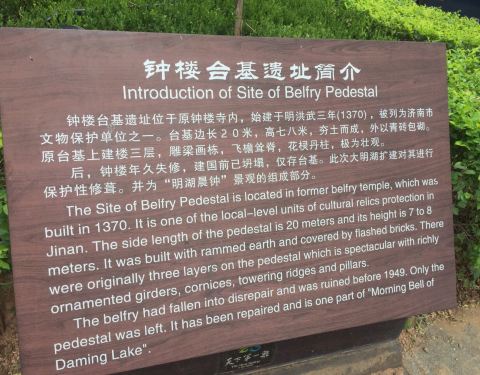 钟楼台基遗址简介
Introduction of Site of Belfry Pedestal
钟楼台基遗址位于原钟楼寺内，始建于明洪武三年(1370)，被列为济南市
文物保护单位之一。台基边长２０米，高七八米，夯土而成，外以青砖包砌。
原台基上建楼三层，雕梁画栋，飞檐耸脊，花棂丹柱，极为壮观。
后，钟楼年久失修，建国前已坍塌，仅存台基。此次大明湖扩建对其进行
保护性修葺。并为“明湖晨钟”景观的组成部分。
The Site of Belfry Pedestal is located in former belfry temple, which was
built in 1370. It is one of the local-level units of cultural relics protection in
Jinan. The side length of the pedestal is 20 meters and its height is 7 to 8
meters. It was built with rammed earth and covered by flashed bricks. There
were originally three layers on the pedestal which is spectacular with richly
ornamented girders, cornices, towering ridges and pillars.
The belfry had fallen into disrepair and was ruined before 1949. Only the
pedestal was left. It has been repaired and is one part of "Morning Bell of
Daming Lake".
天下第一泉